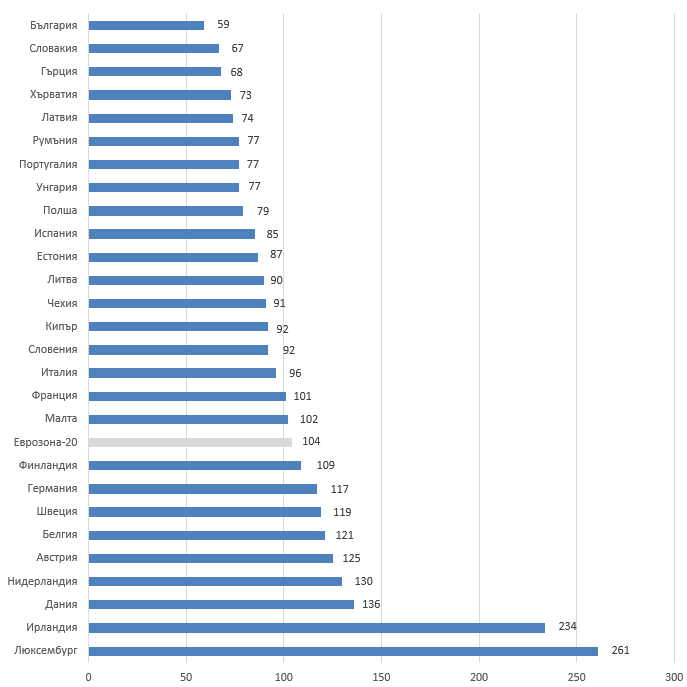 България 59
Словакия 67
Гърция 68
Хърватия 73
Латвия 74
Румъния 77
Португалия 77
Унгария 77
Полша 79
Испания 85
Естония 87
Литва 90
Чехия 91
Кипър 92
Словения 92
Италия 96
Франция 101
Малта 102
Еврозона-20 104
Финландия 109
Германия 117
Швеция 119
Белгия 121
Австрия 125
Нидерландия 130
Дания 136
Ирландия 234
Люксембург 261
0 50 100 150 200 250 300